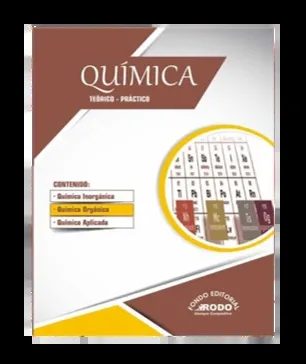 QUÍMICA
TEÓRICO - PRÁCTICO
CONTENIDO:
· Química Inorgánica
· Química Orgánica
· Química Aplicada
FONDO EDITORIAL
RODO